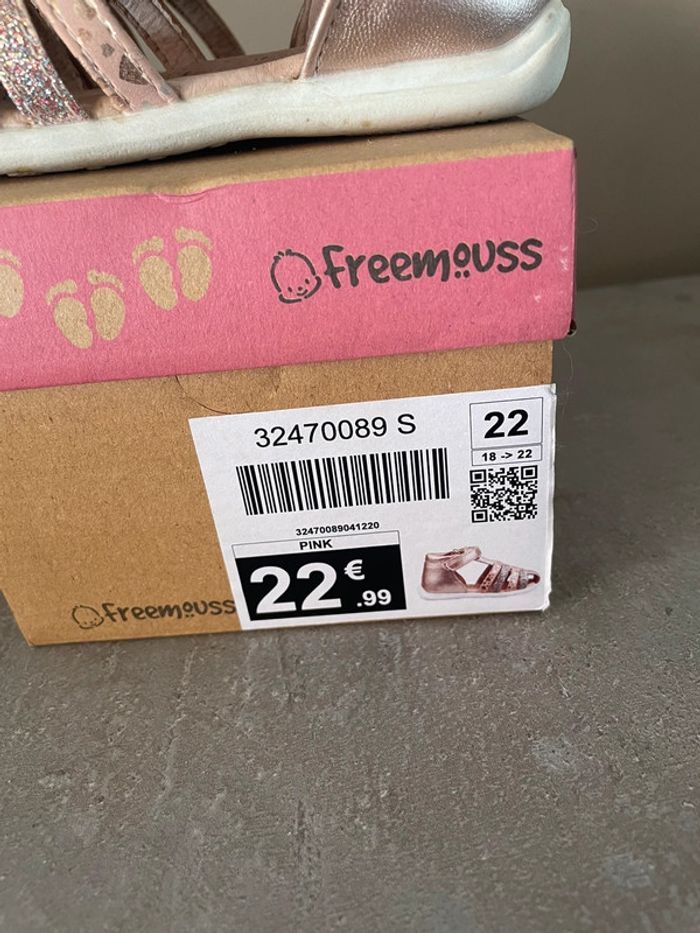 freemouss
32470089 S
22
18 -> 22
32470089041220
PINK
22€.99
freemouss